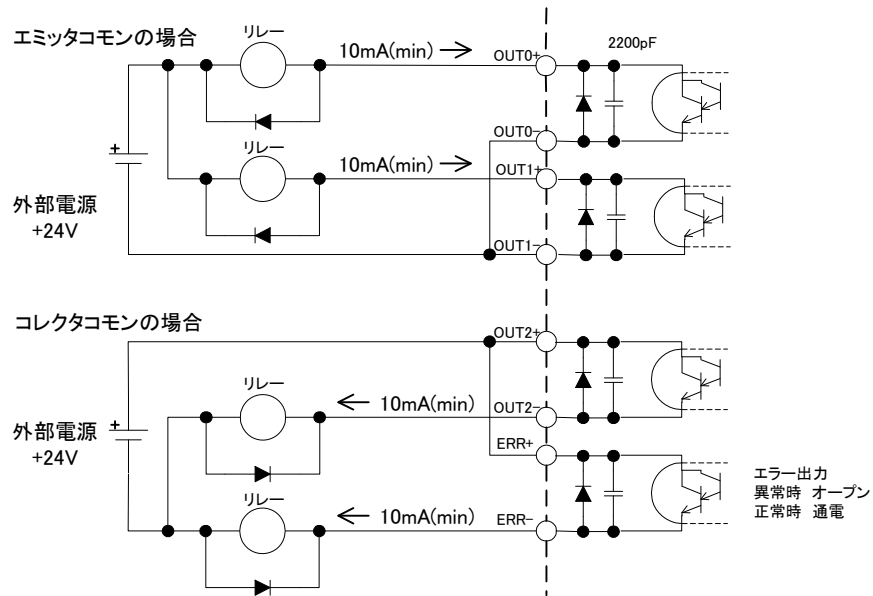 エミッタコモンの場合
リレー
10mA(min)
OUT0+
2200pF
OUT0-
リレー
10mA(min)
OUT1+
+
外部電源
+24V
OUT1-
コレクタコモンの場合
OUT2+
リレー
10mA(min)
OUT2-
+
外部電源
+24V
ERR+
リレー
10mA(min)
ERR-
エラー出力
異常時 オープン
正常時 通電